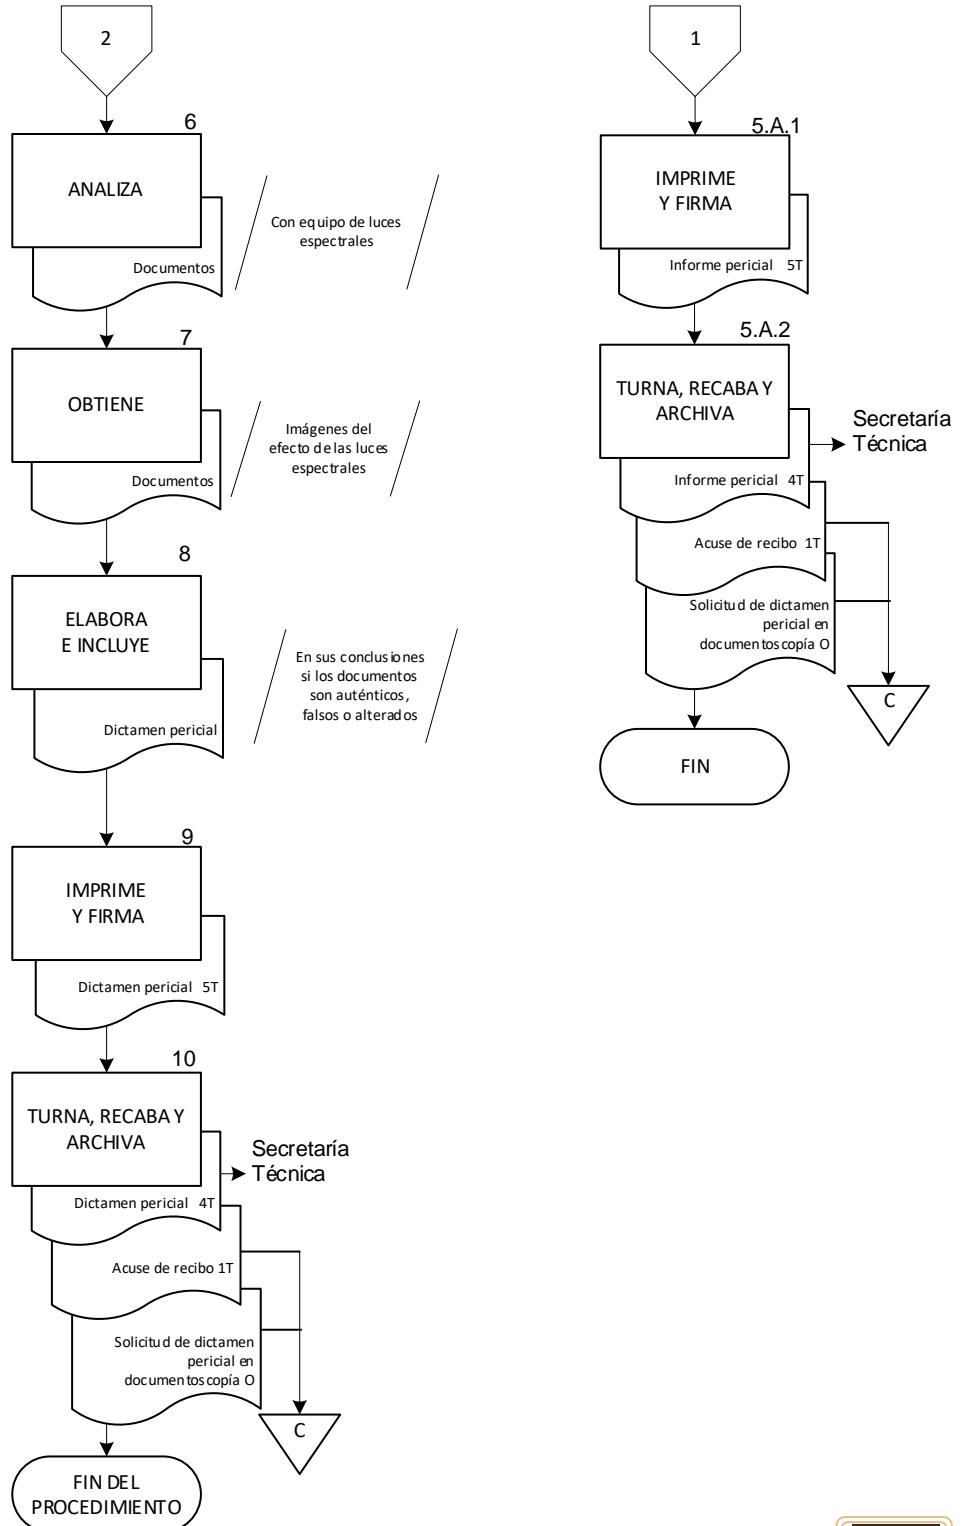 2
6
ANALIZA
Documentos
Con equipo de luces
espectrales
7
OBTIENE
Documentos
Imágenes del
efecto de las luces
espectrales
8
ELABORA
E INCLUYE
Dictamen pericial
En sus conclusiones
si los documentos
son auténticos,
falsos o alterados
9
IMPRIME
Y FIRMA
Dictamen pericial 5T
10
TURNA, RECABA Y
ARCHIVA
Secretaría
Técnica
Dictamen pericial 4T
Acuse de recibo 1T
Solicitud de dictamen
pericial en
documentoscopía O
C
FIN DEL
PROCEDIMIENTO
1
5.A.1
IMPRIME
Y FIRMA
Informe pericial 5T
5.A.2
TURNA, RECABA Y
ARCHIVA
Secretaría
Técnica
Informe pericial 4T
Acuse de recibo 1T
Solicitud de dictamen
pericial en
documentoscopía O
C
FIN